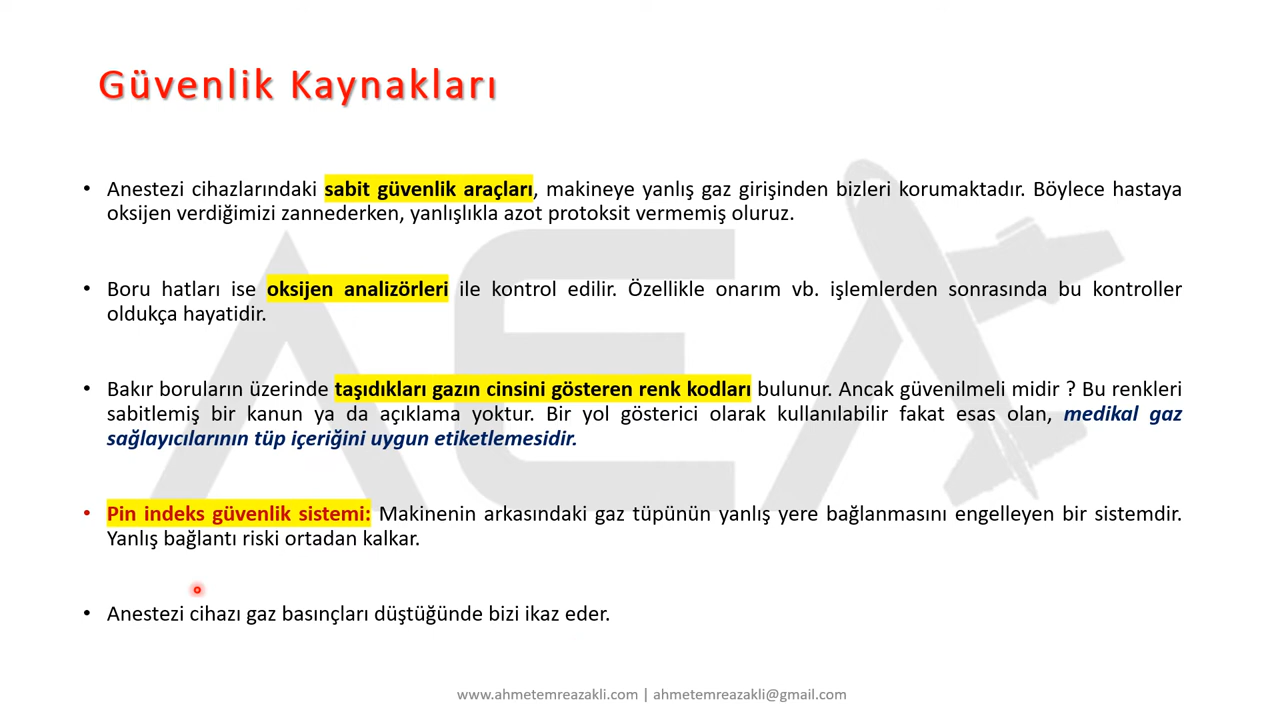 Güvenlik Kaynakları
• Anestezi cihazlarındaki sabit güvenlik araçları, makineye yanlış gaz girişinden bizleri korumaktadır. Böylece hastaya
oksijen verdiğimizi zannederken, yanlışlıkla azot protoksit vermemiş oluruz.
• Boru hatları ise oksijen analizörleri ile kontrol edilir. Özellikle onarım vb. işlemlerden sonrasında bu kontroller
oldukça hayatidir.
• Bakır boruların üzerinde taşıdıkları gazın cinsini gösteren renk kodları bulunur. Ancak güvenilmeli midir ? Bu renkleri
sabitlemiş bir kanun ya da açıklama yoktur. Bir yol gösterici olarak kullanılabilir fakat esas olan, medikal gaz
sağlayıcılarının tüp içeriğini uygun etiketlemesidir.
• Pin indeks güvenlik sistemi: Makinenin arkasındaki gaz tüpünün yanlış yere bağlanmasını engelleyen bir sistemdir.
Yanlış bağlantı riski ortadan kalkar.
• Anestezi cihazı gaz basınçları düştüğünde bizi ikaz eder.
AEA
www.ahmetemreazakli.com | ahmetemreazakli@gmail.com